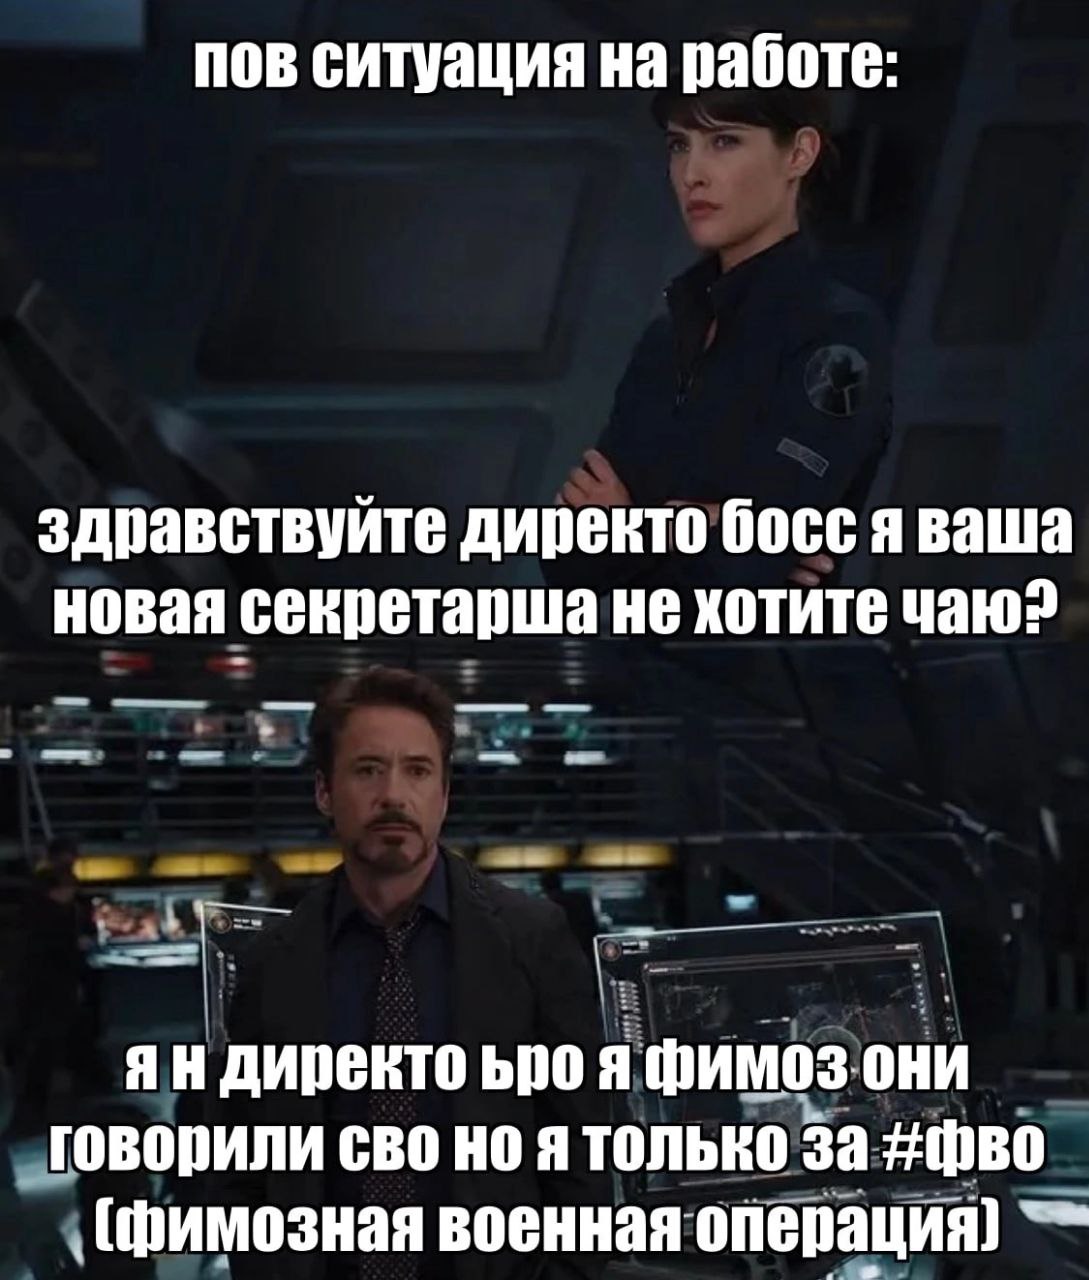 пов ситуация на работе:
здравствуйте директо босс я ваша
новая секретарша не хотите чаю?
я н директо ьро я фимоз они
говорили сво но я только за #фво
(фимозная военная операция)